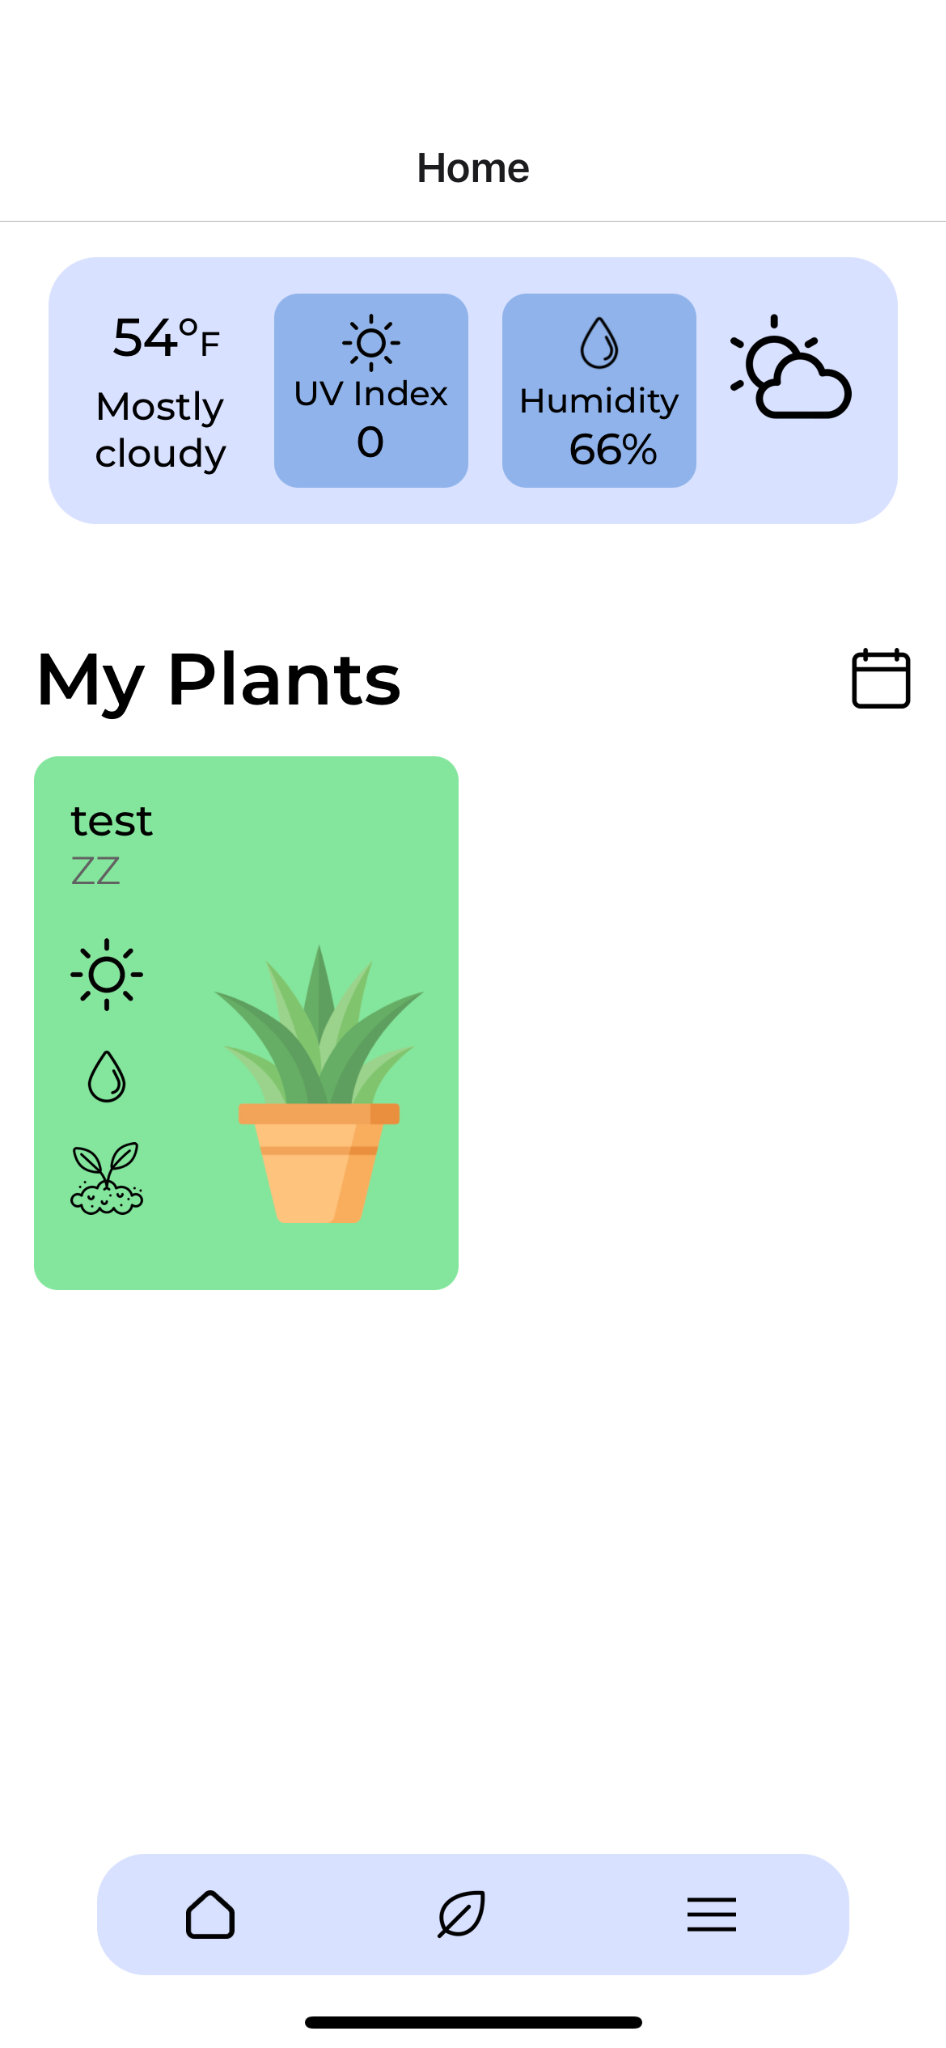 Home
54°F
Mostly
cloudy
UV Index
0
Humidity
66%
My Plants
test
ZZ